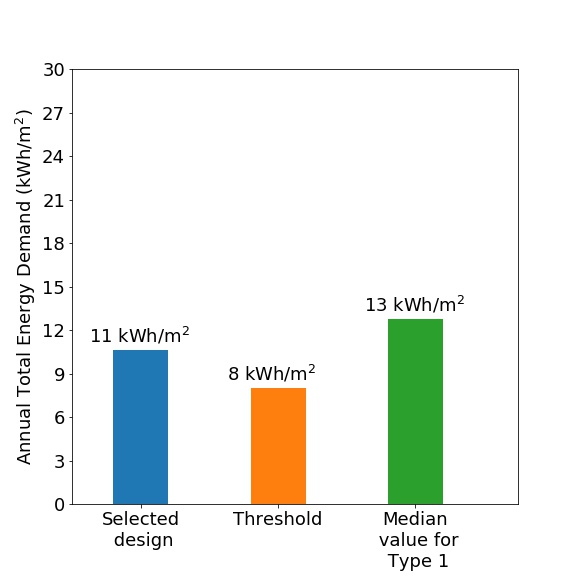 Annual Total Energy Demand (kWh/m²)
30
27
24
21
18
15
12
9
6
3
0
11 kWh/m²
8 kWh/m²
13 kWh/m²
Selected
design
Threshold
Median
value for
Type 1